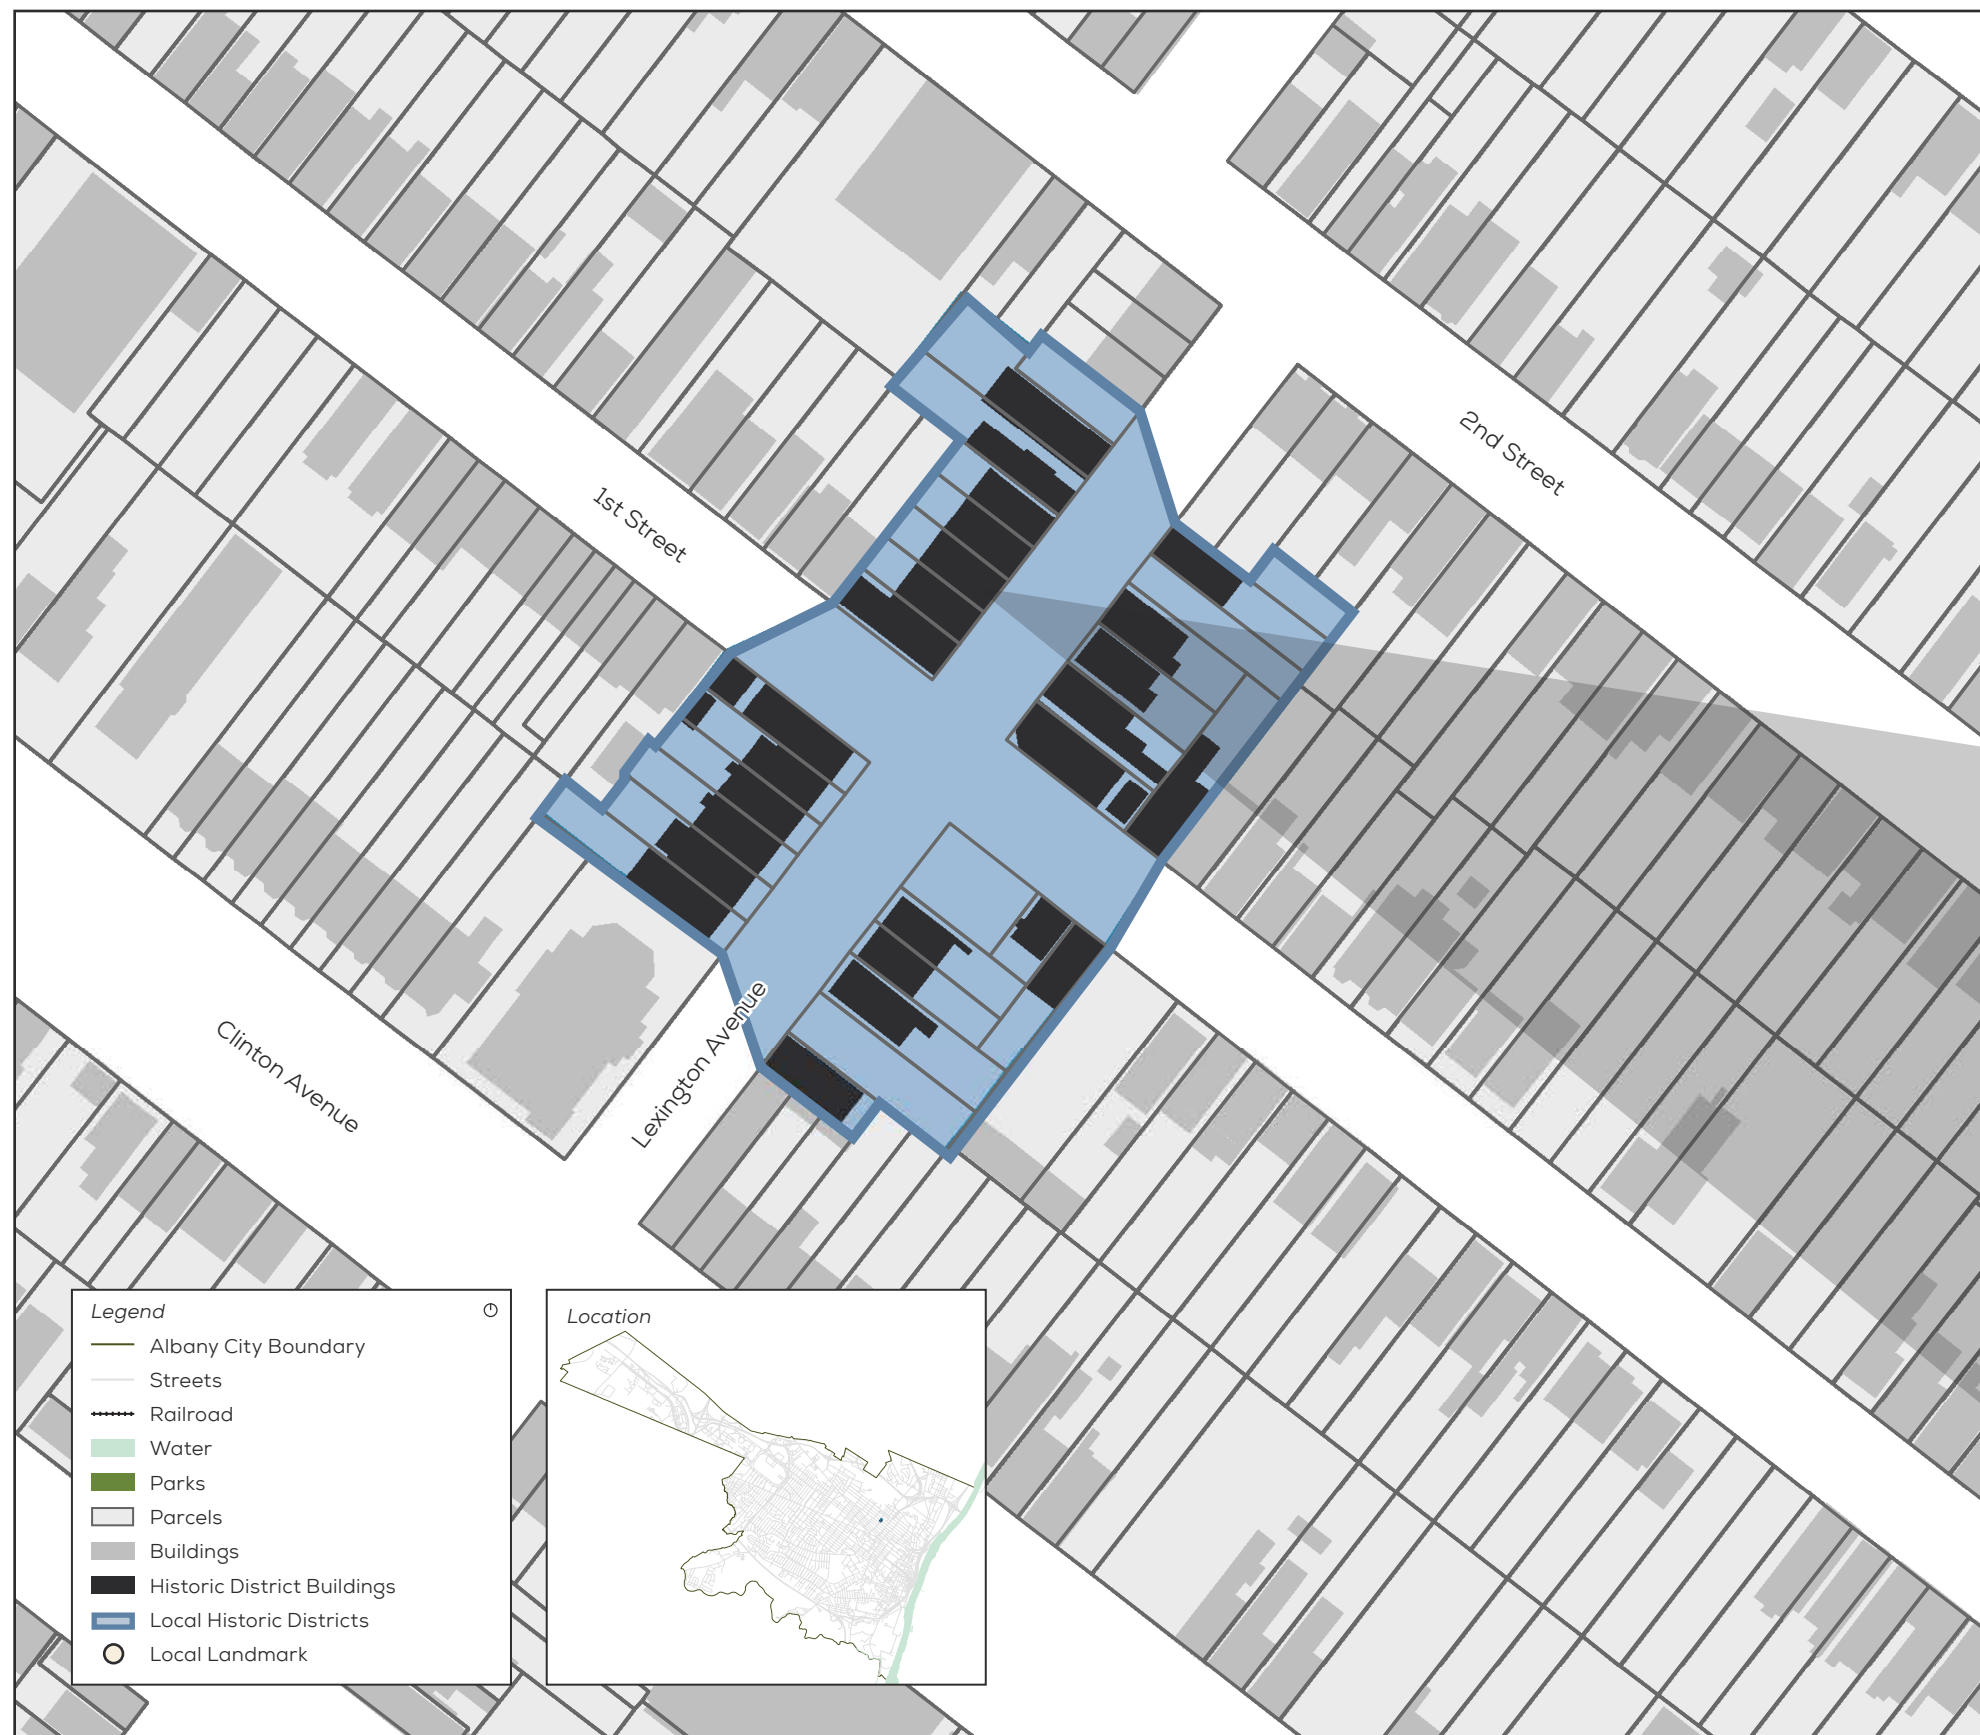 2nd Street
1st Street
Lexington Avenue
Clinton Avenue
Legend
Albany City Boundary
Streets
Railroad
Water
Parks
Parcels
Buildings
Historic District Buildings
Local Historic Districts
Local Landmark
Location